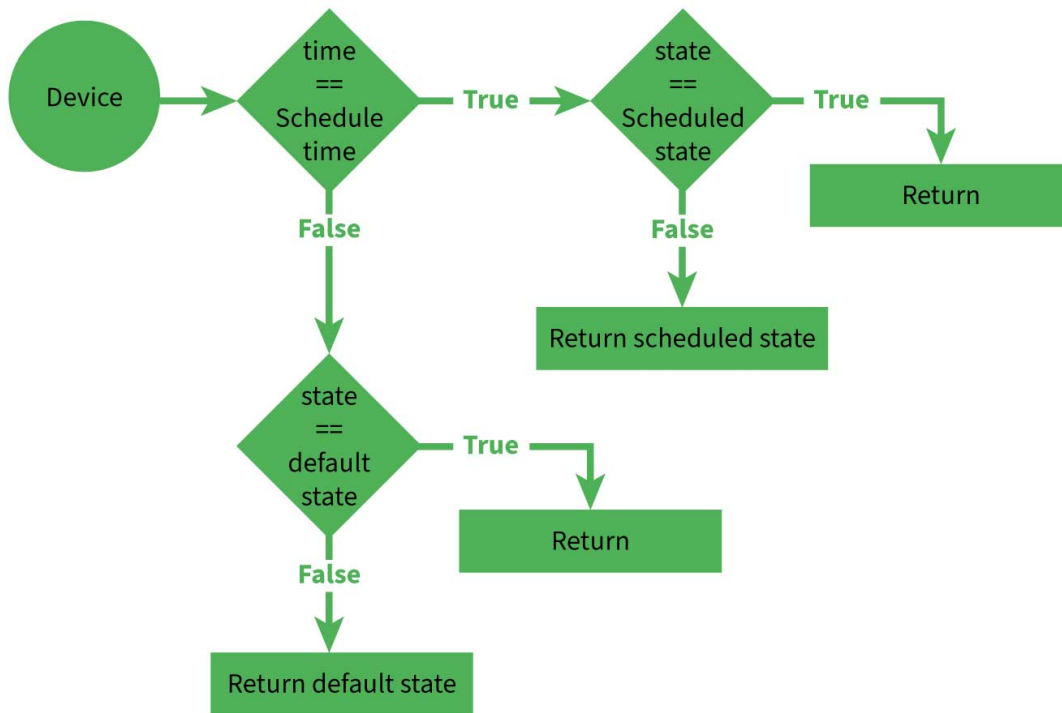 Device
time
==
Schedule
time
True
state
==
Scheduled
state
True
Return
False
False
Return scheduled state
state
==
default
state
True
Return
False
Return default state